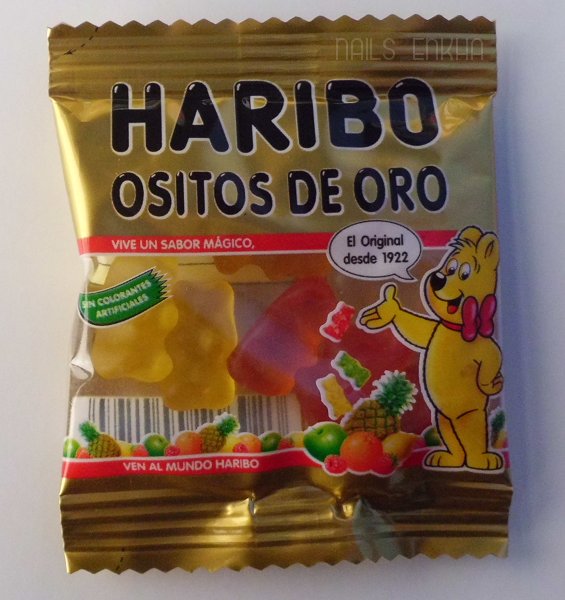 NAILS ENKHA
HARIBO
OSITOS DE ORO
VIVE UN SABOR MÁGICO,
El Original
desde 1922
SIN COLORANTES
ARTIFICIALES
VEN AL MUNDO HARIBO